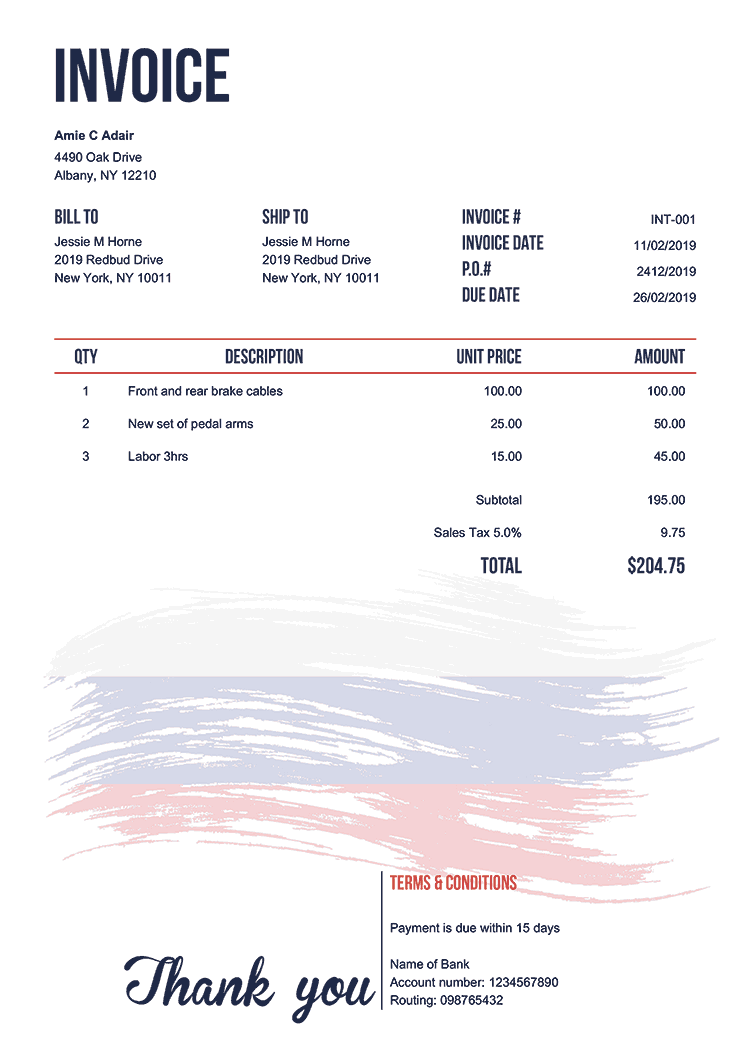 INVOICE
Amie C Adair
4490 Oak Drive
Albany, NY 12210
BILL TO
Jessie M Horne
2019 Redbud Drive
New York, NY 10011
SHIP TO
Jessie M Horne
2019 Redbud Drive
New York, NY 10011
INVOICE # INT-001
INVOICE DATE 11/02/2019
P.O.# 2412/2019
DUE DATE 26/02/2019
QTY DESCRIPTION UNIT PRICE AMOUNT
1 Front and rear brake cables 100.00 100.00
2 New set of pedal arms 25.00 50.00
3 Labor 3hrs 15.00 45.00
Subtotal 195.00
Sales Tax 5.0% 9.75
TOTAL $204.75
Thank you
TERMS & CONDITIONS
Payment is due within 15 days
Name of Bank
Account number: 1234567890
Routing: 098765432